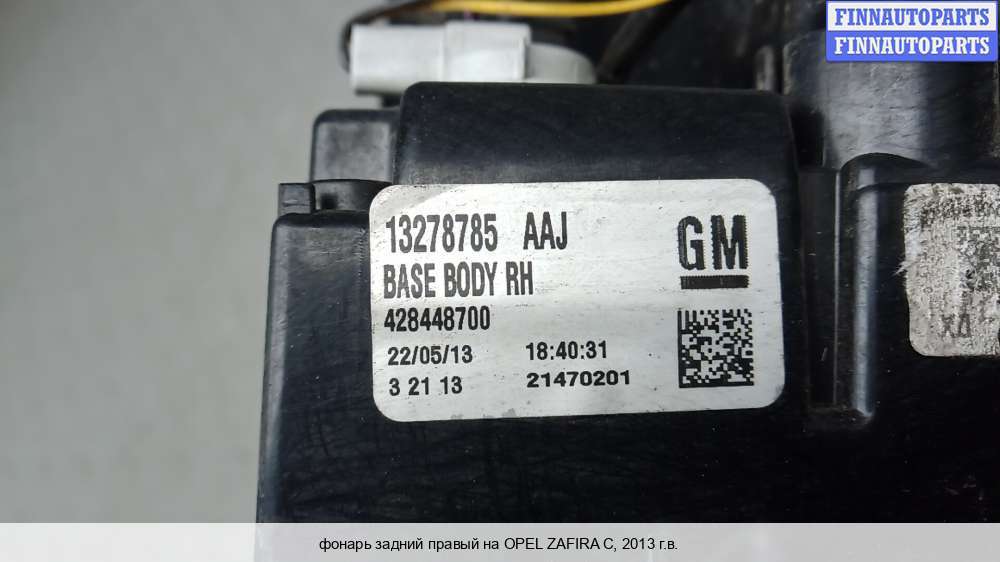 FINNAUTOPARTS
FINNAUTOPARTS
13278785 AAJ
GM
BASE BODY RH
428448700
22/05/13 18:40:31
3 21 13 21470201
фонарь задний правый на OPEL ZAFIRA C, 2013 г.в.